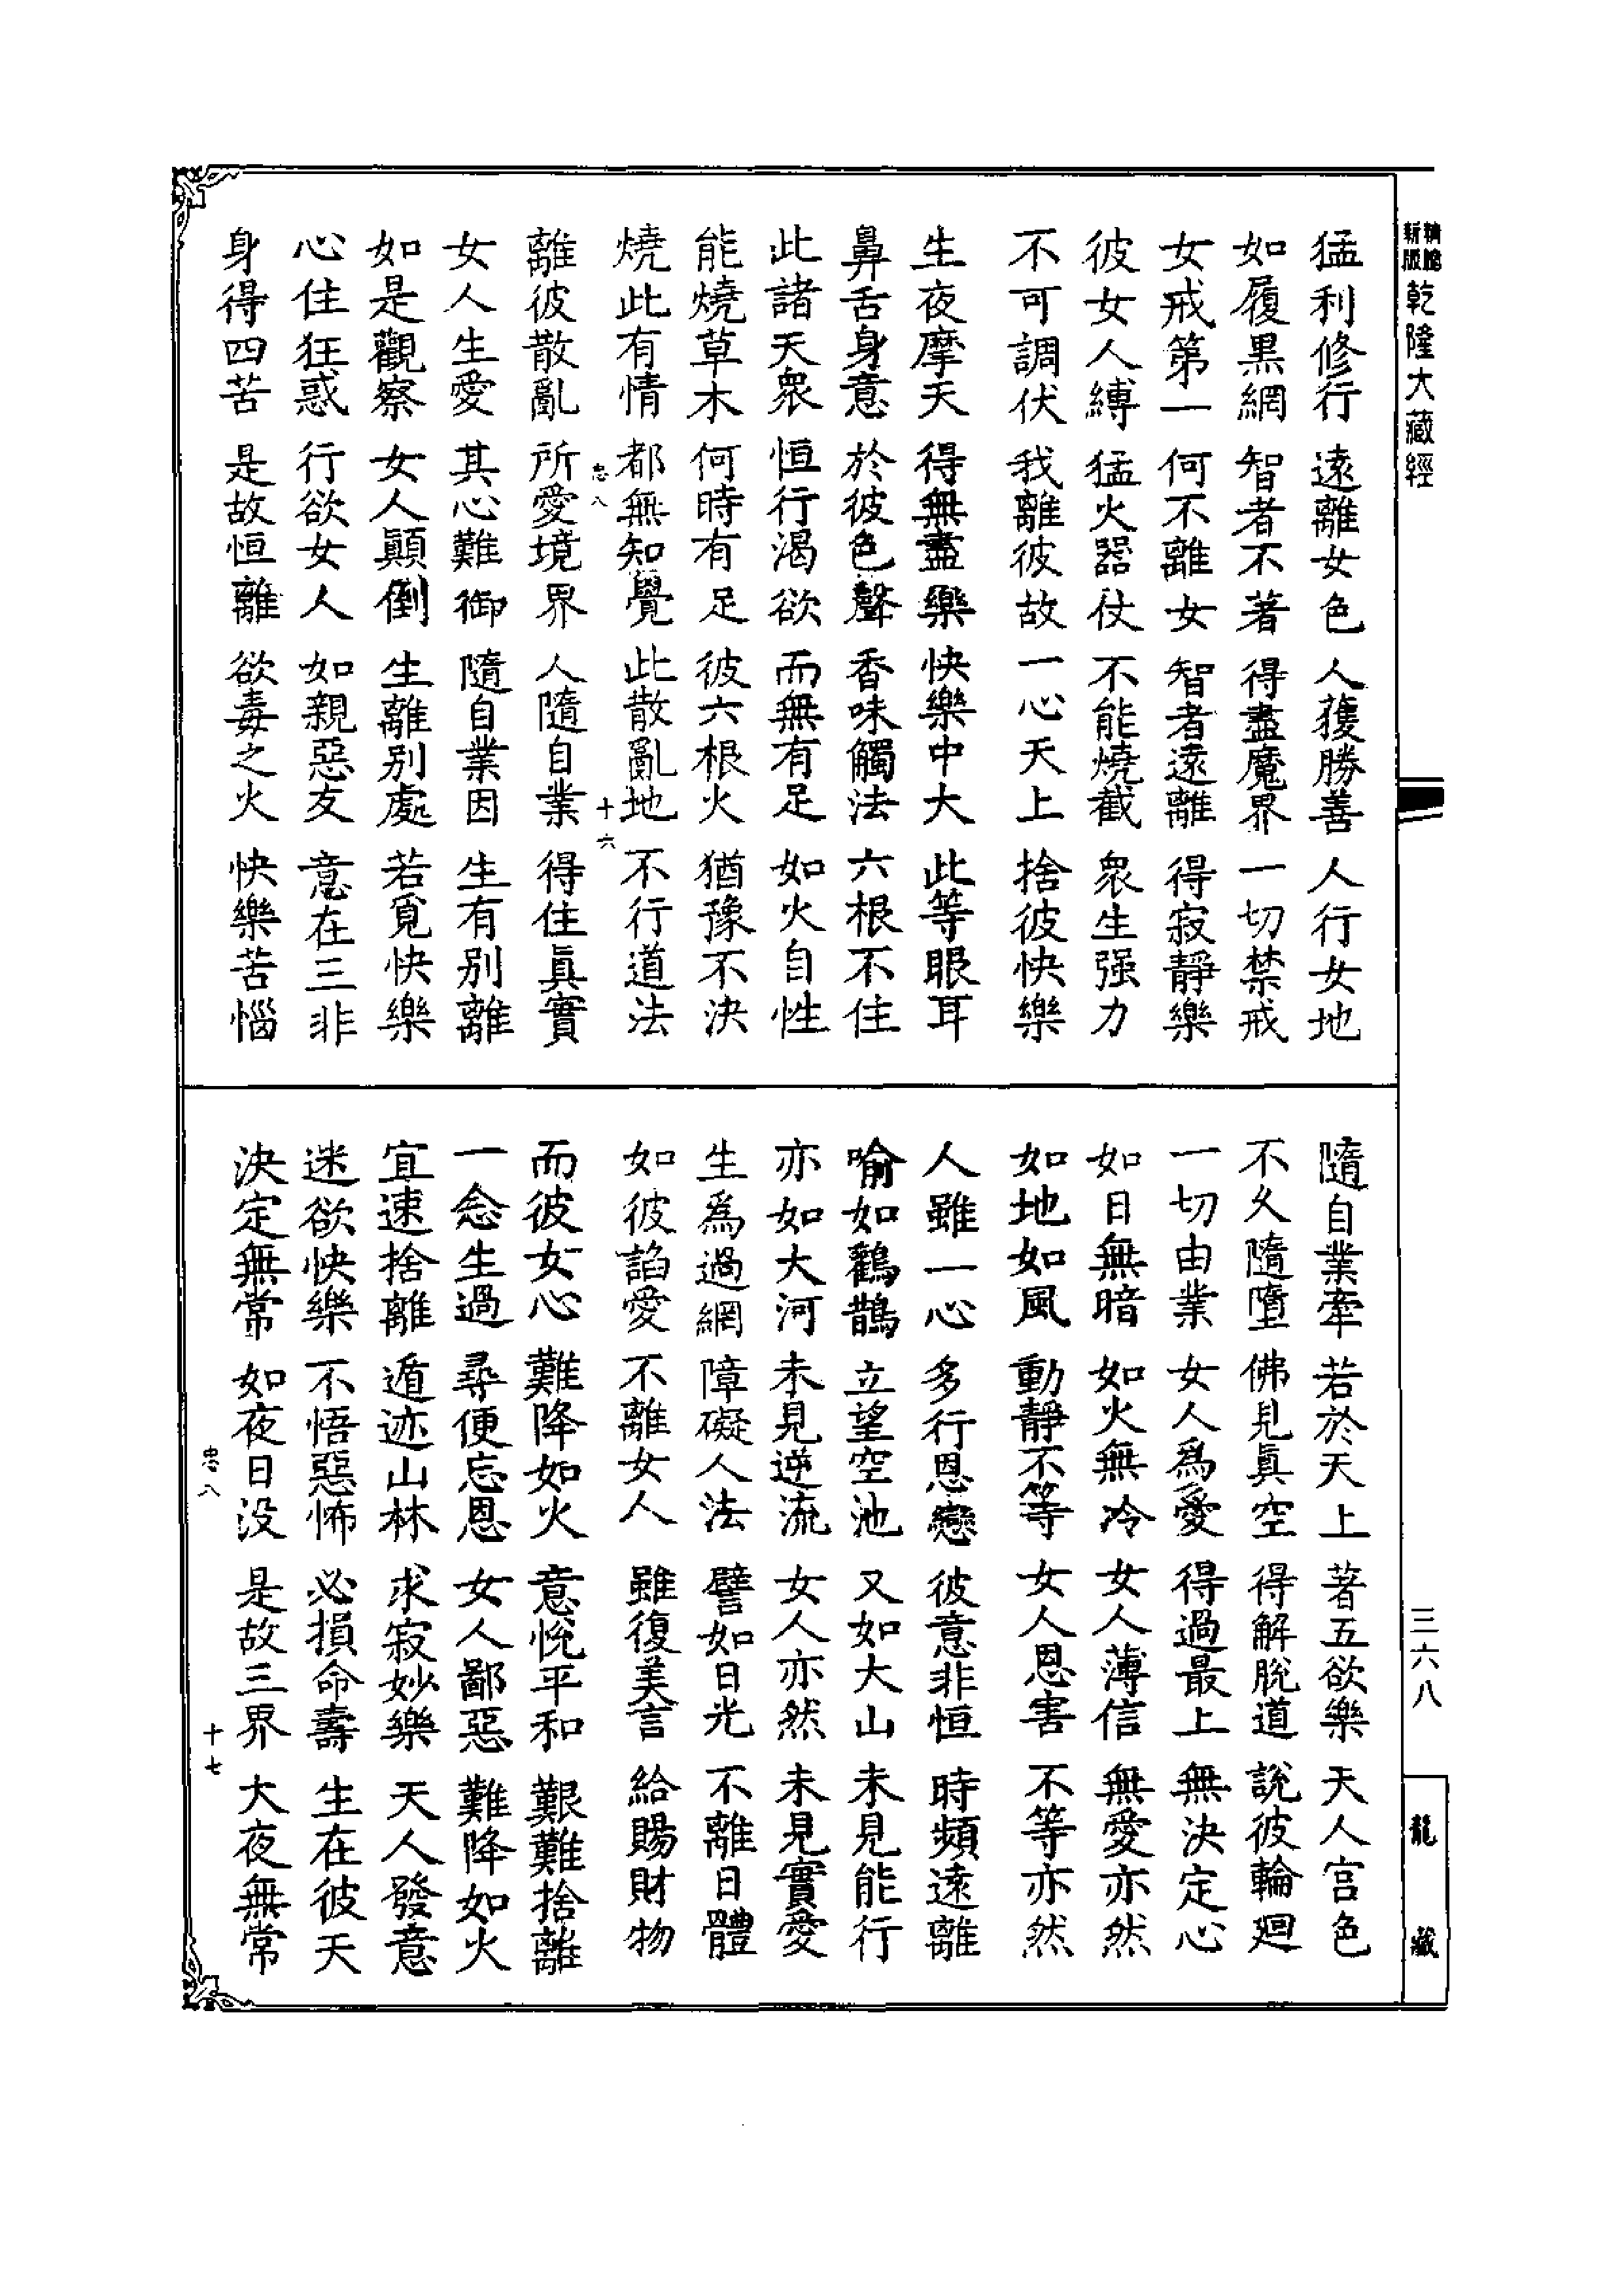 乾隆大藏經
猛利修行 遠離女色 人獲勝善 人行女地
如履黑網 智者不著 得盡魔界 一切禁戒
女戒第一 何不離女 智者遠離 得寂靜樂
彼女人縛 猛火器仗 不能燒截 衆生强力
不可調伏 我離彼故 一心天上 捨彼快樂
生夜摩天 得無盡樂 快樂中大 此等眼耳
鼻舌身意 於彼色聲 香味觸法 六根不住
此諸天衆 恒行渴欲 而無有足 如火自性
能燒草木 何時有足 彼六根火 猶豫不決
燒此有情 都無知覺 此散亂地 不行道法
忠八 十六
離彼散亂 所愛境界 人隨自業 得住眞實
女人生愛 其心難御 隨自業因 生有別離
如是觀察 女人顚倒 生離别處 若覓快樂
心住狂惑 行欲女人 如親惡友 意在三非
身得四苦 是故恒離 欲毒之火 快樂苦惱
隨自業牽 若於天上 著五欲樂 天人宫色
不久隨墮 佛見眞空 得解脫道 説彼輪廻
一切由業 女人爲愛 得過最上 無決定心
如日無暗 如火無冷 女人薄信 無愛亦然
如地如風 動靜不等 女人恩害 不等亦然
人雖一心 多行恩戀 彼意非恒 時頻遠離
喻如鸛鵲 立望空池 又如大山 未見能行
亦如大河 未見逆流 女人亦然 未見實愛
生爲過網 障礙人法 譬如日光 不離日體
如彼諂愛 不離女人 雖復美言 給賜財物
而彼女心 難降如火 意悅平和 艱難捨離
一念生過 尋便忘恩 女人鄙惡 難降如火
宜速捨離 遁迹山林 求寂妙樂 天人發意
迷欲快樂 不悟惡怖 必損命壽 生在彼天
決定無常 如夜日没 是故三界 大夜無常
忠八 十七
三六八
龍藏